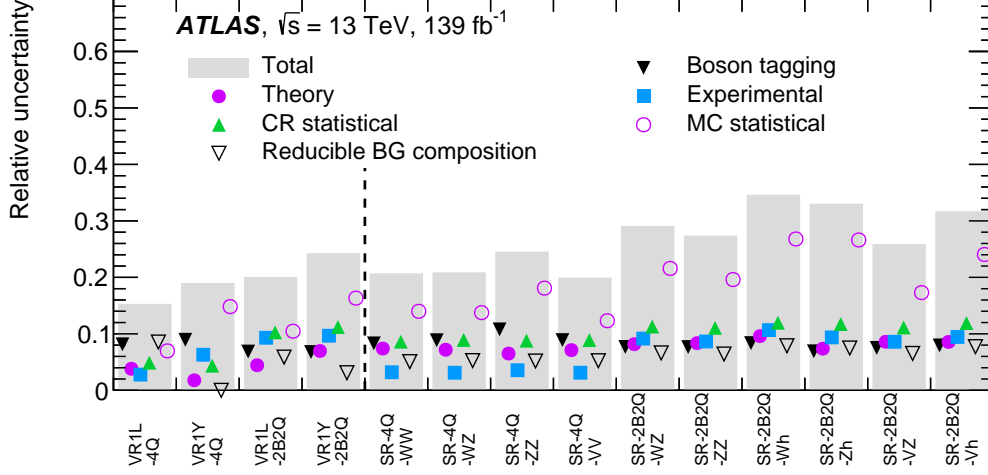 ATLAS, √s = 13 TeV, 139 fb⁻¹
Relative uncertainty
0.6
0.5
0.4
0.3
0.2
0.1
0
Total
Theory
CR statistical
Reducible BG composition
Boson tagging
Experimental
MC statistical
VR1L
-4Q
VR1Y
-4Q
VR1L
-2B2Q
VR1Y
-2B2Q
SR-4Q
-WW
SR-4Q
-WZ
SR-4Q
-ZZ
SR-4Q
-VV
SR-2B2Q
-WZ
SR-2B2Q
-ZZ
SR-2B2Q
-Wh
SR-2B2Q
-Zh
SR-2B2Q
-VZ
SR-2B2Q
-Vh